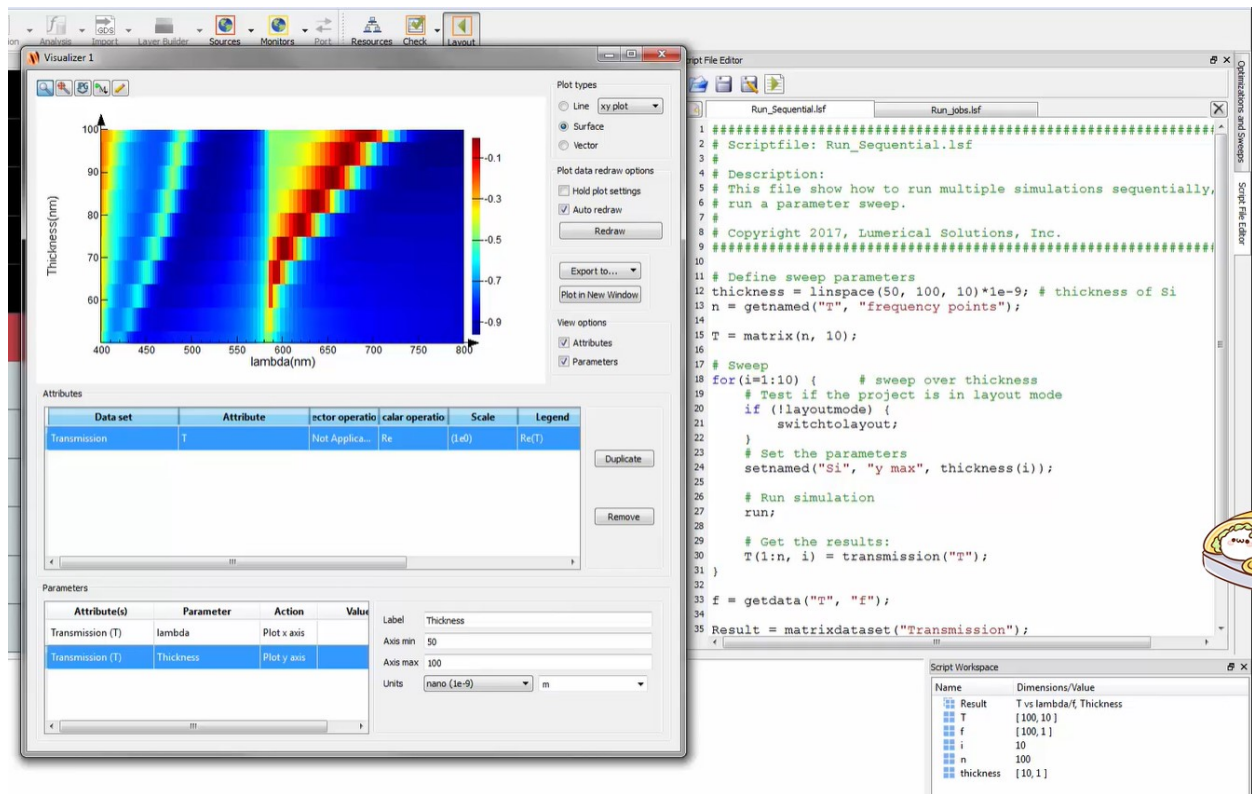 on Analysis Import Layer Builder Sources Monitors Port Resources Check Layout
GDS
Visualizer 1
Thickness(nm)
100
90
80
70
60
400 450 500 550 600 650 700 750 800
lambda(nm)
-0.1
-0.3
-0.5
-0.7
-0.9
Plot types
Line xy plot
Surface
Vector
Plot data redraw options
Hold plot settings
Auto redraw
Redraw
Export to...
Plot in New Window
View options
Attributes
Parameters
Attributes
Data set Attribute ector operatio calar operatio Scale Legend
Transmission T Not Applica... Re (1e0) Re(T)
Duplicate
Remove
Parameters
Attribute(s) Parameter Action Value
Transmission (T) lambda Plot x axis
Transmission (T) Thickness Plot y axis
Label Thickness
Axis min 50
Axis max 100
Units nano (1e-9) m
ript File Editor
Run_Sequential.lsf Run_jobs.lsf
1 ##############################################################
2 # Scriptfile: Run_Sequential.lsf
3 #
4 # Description:
5 # This file show how to run multiple simulations sequentially,
6 # run a parameter sweep.
7 #
8 # Copyright 2017, Lumerical Solutions, Inc.
9 ##############################################################
10
11 # Define sweep parameters
12 thickness = linspace(50, 100, 10)*1e-9; # thickness of Si
13 n = getnamed("T", "frequency points");
14
15 T = matrix(n, 10);
16
17 # Sweep
18 for(i=1:10) { # sweep over thickness
19 # Test if the project is in layout mode
20 if (!layoutmode) {
21 switchtolayout;
22 }
23 # Set the parameters
24 setnamed("Si", "y max", thickness(i));
25
26 # Run simulation
27 run;
28
29 # Get the results:
30 T(1:n, i) = transmission("T");
31 }
32
33 f = getdata("T", "f");
34
35 Result = matrixdataset("Transmission");
Optimizations and Sweeps
Script File Editor
Script Workspace
Name Dimensions/Value
Result T vs lambda/f, Thickness
T [ 100, 10 ]
f [ 100, 1 ]
i 10
n 100
thickness [ 10, 1 ]